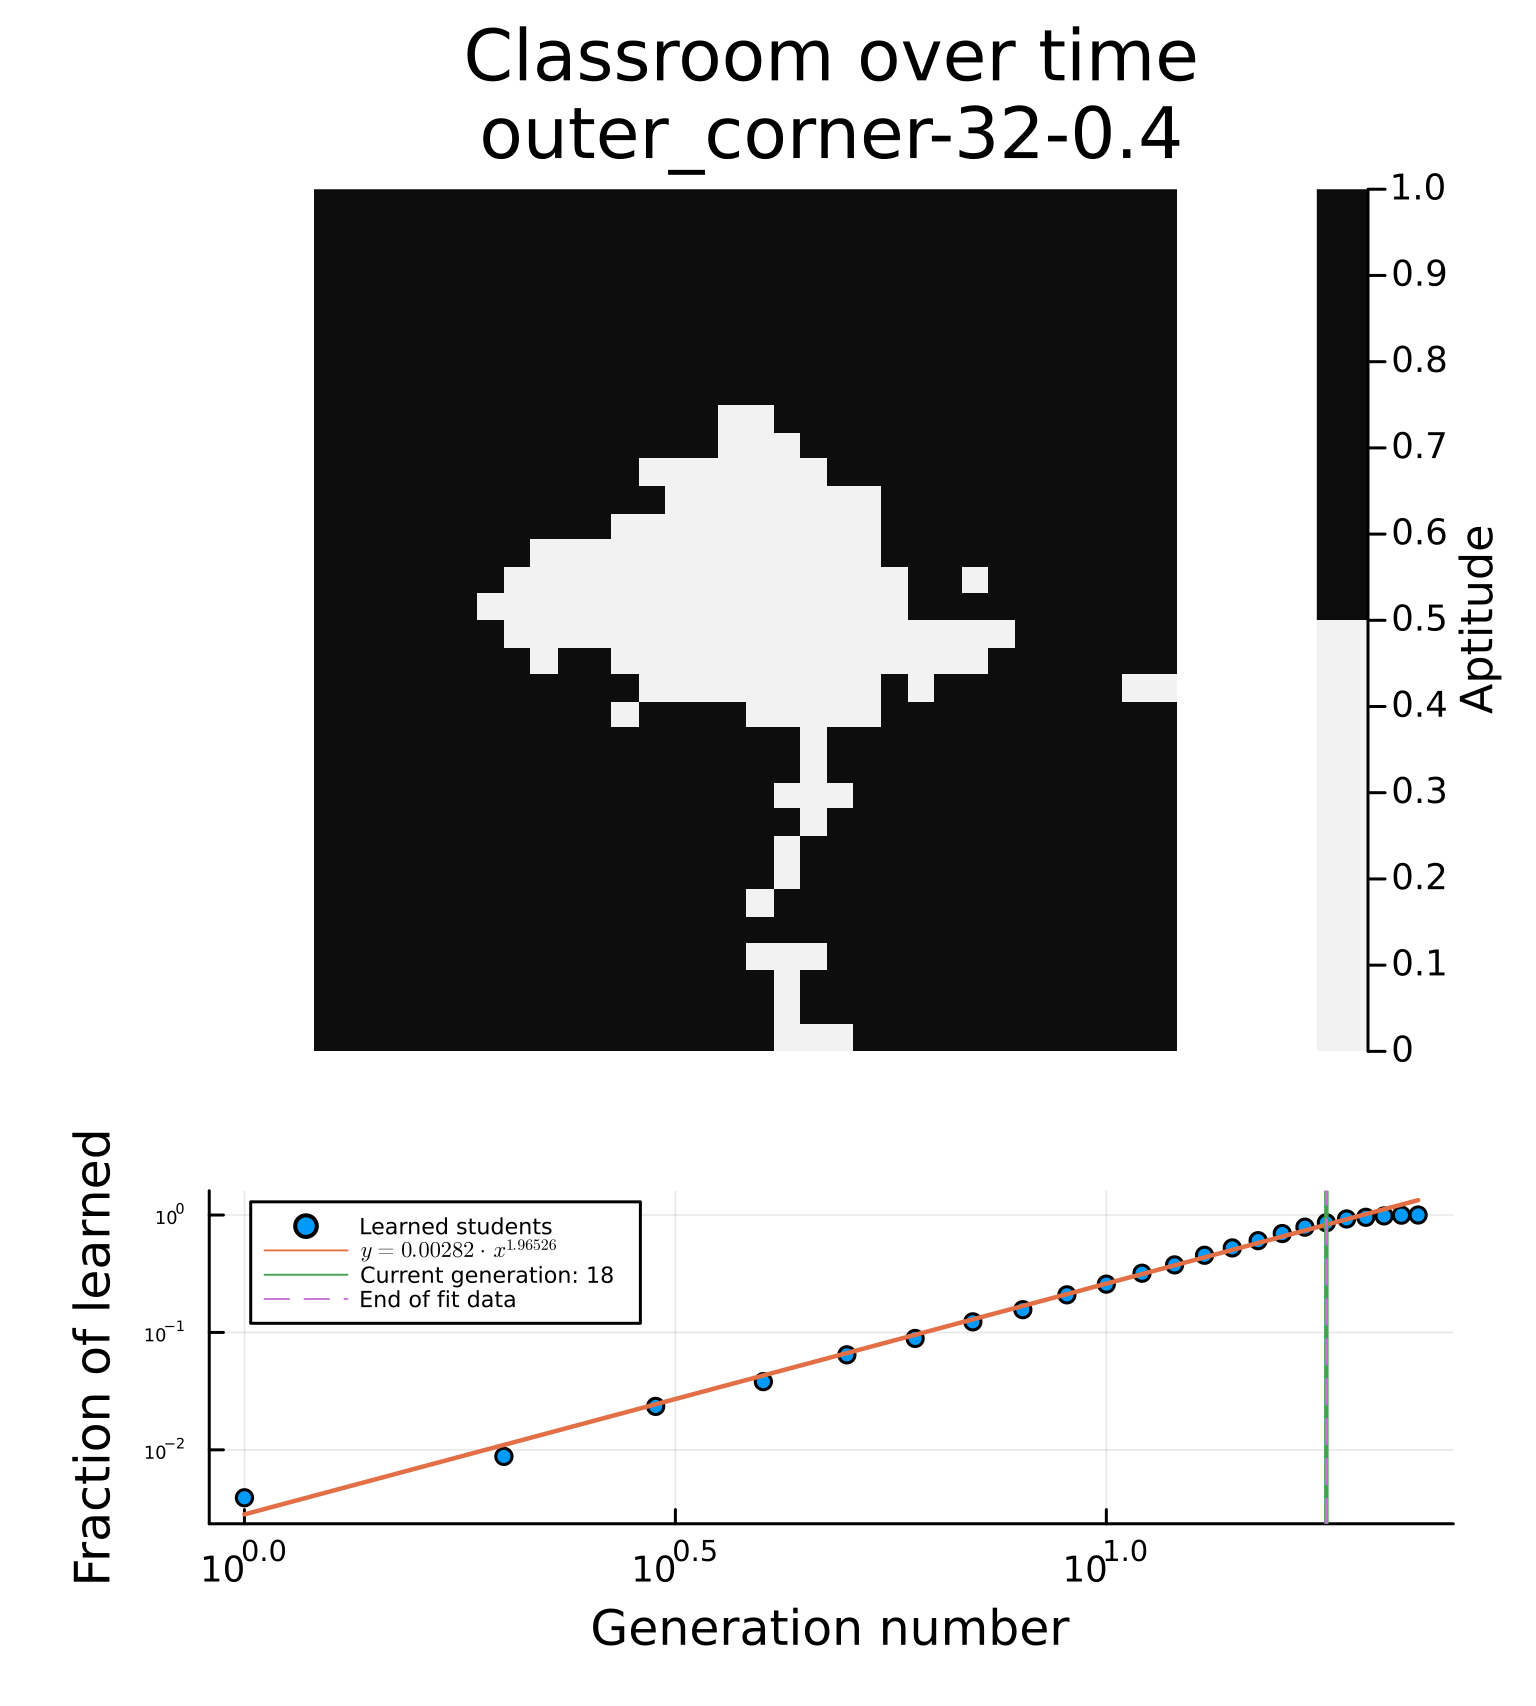 Classroom over time
outer_corner-32-0.4
1.0
0.9
0.8
0.7
0.6
0.5
0.4
0.3
0.2
0.1
0
Aptitude
Fraction of learned
10^0
10^−1
10^−2
Learned students
y = 0.00282 · x^1.96526
Current generation: 18
End of fit data
10^0.0
10^0.5
10^1.0
Generation number